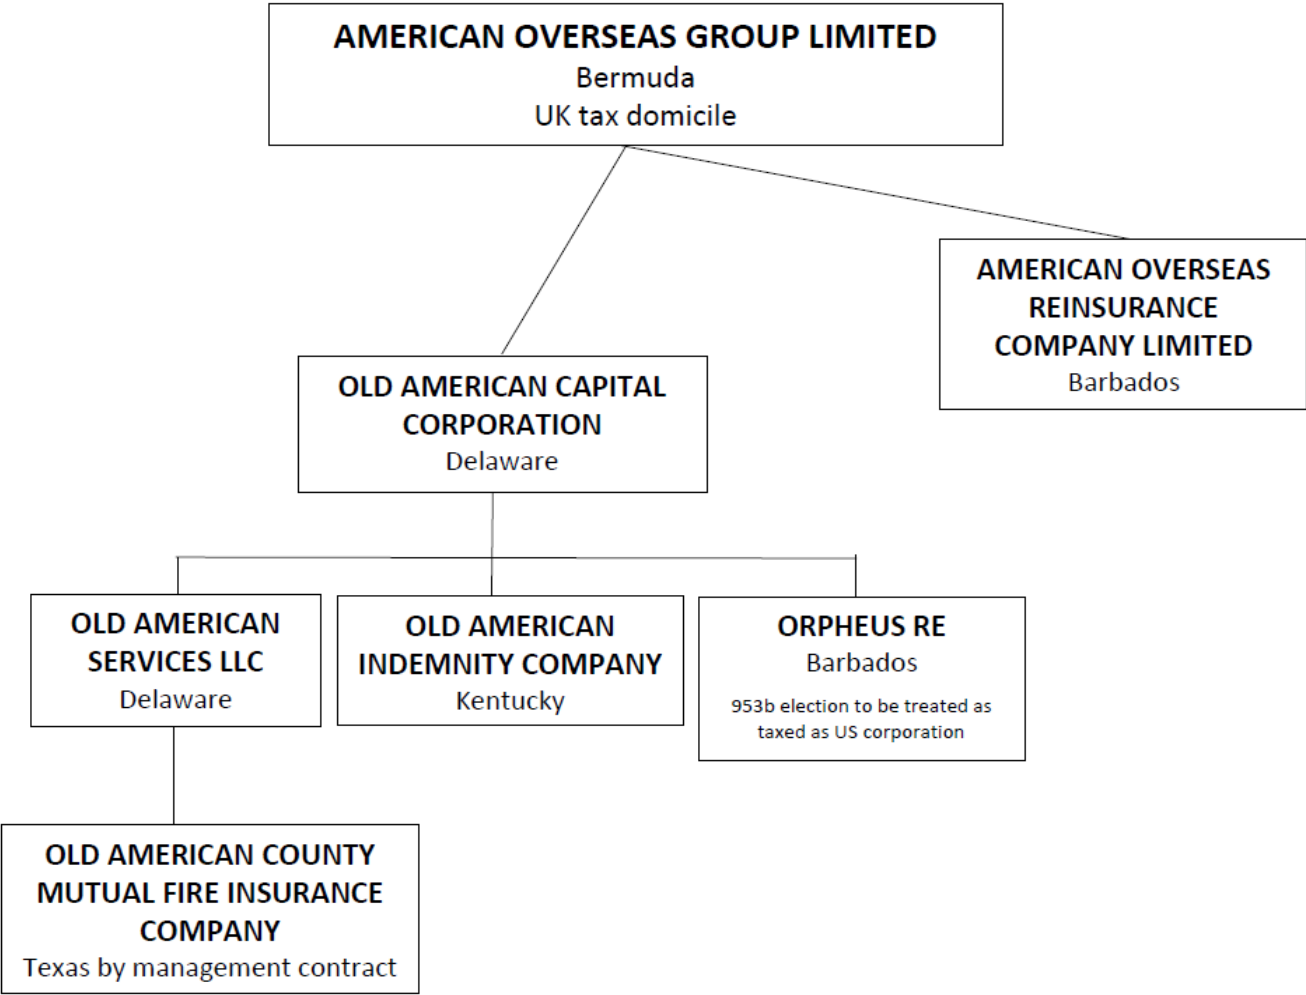 AMERICAN OVERSEAS GROUP LIMITED
Bermuda
UK tax domicile
AMERICAN OVERSEAS
REINSURANCE
COMPANY LIMITED
Barbados
OLD AMERICAN CAPITAL
CORPORATION
Delaware
OLD AMERICAN
SERVICES LLC
Delaware
OLD AMERICAN
INDEMNITY COMPANY
Kentucky
ORPHEUS RE
Barbados
953b election to be treated as
taxed as US corporation
OLD AMERICAN COUNTY
MUTUAL FIRE INSURANCE
COMPANY
Texas by management contract